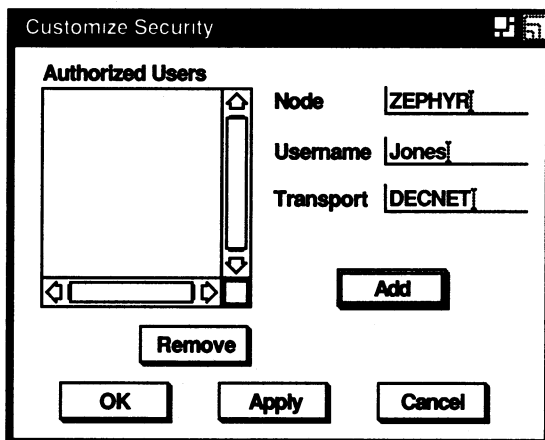 Customize Security
Authorized Users
Node ZEPHYR
Username Jones
Transport DECNET
Add
Remove
OK Apply Cancel